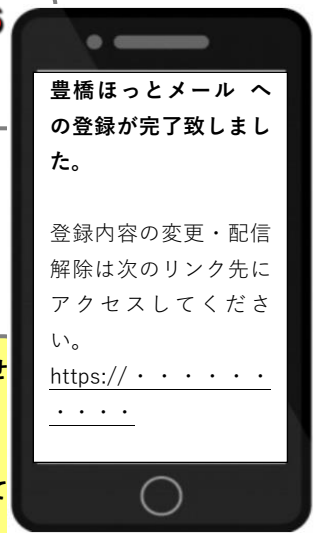 豊橋ほっとメール へ
の登録が完了致しまし
た。
登録内容の変更・配信
解除は次のリンク先に
アクセスしてくださ
い。
https://・・・・・・
・・・・
せ
て